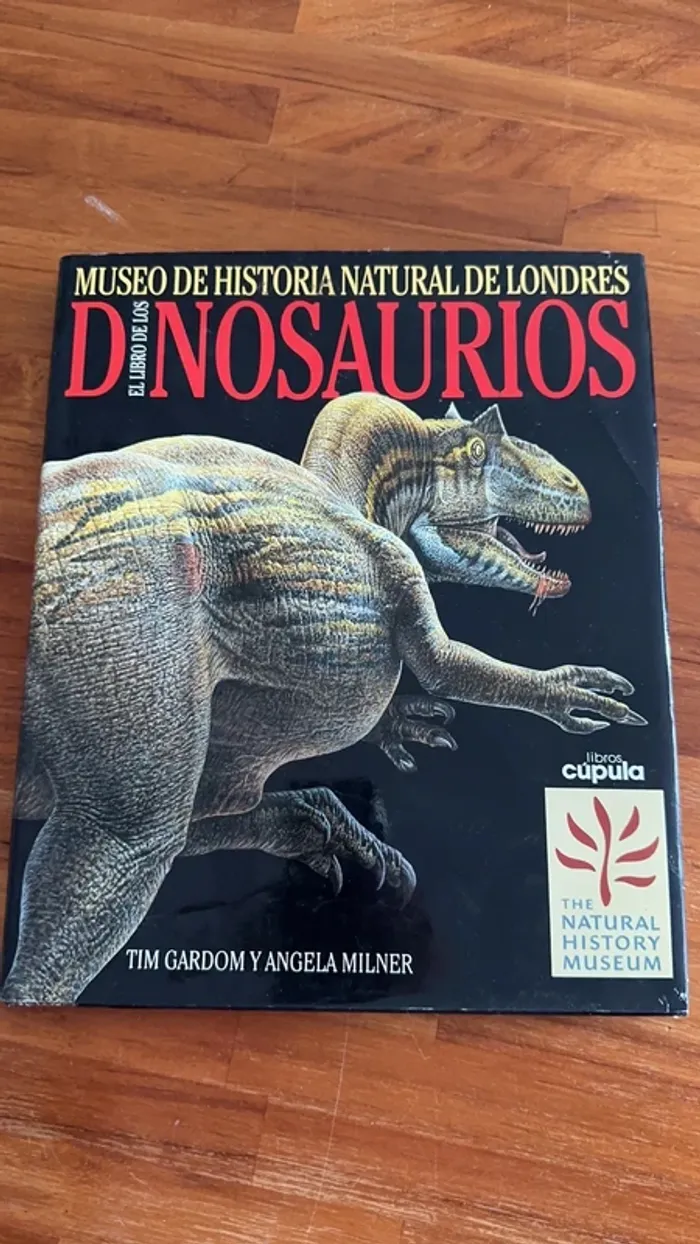 MUSEO DE HISTORIA NATURAL DE LONDRES
EL LIBRO DE LOS
DINOSAURIOS
libros
cúpula
THE
NATURAL
HISTORY
MUSEUM
TIM GARDOM Y ANGELA MILNER